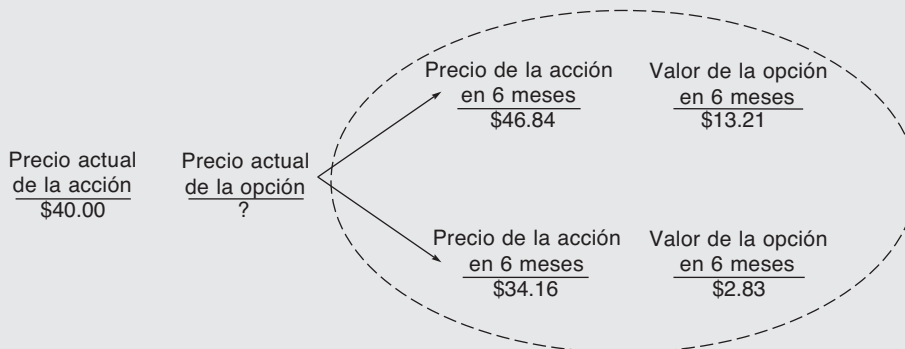 Precio actual
de la acción
$40.00
Precio actual
de la opción
?
Precio de la acción
en 6 meses
$46.84
Valor de la opción
en 6 meses
$13.21
Precio de la acción
en 6 meses
$34.16
Valor de la opción
en 6 meses
$2.83